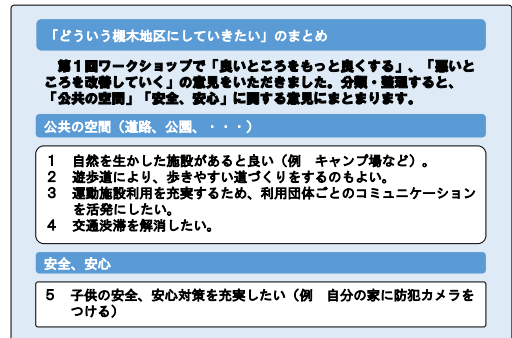 「どういう槻木地区にしていきたい」のまとめ
第１回ワークショップで「良いところをもっと良くする」、「悪いと
ころを改善していく」の意見をいただきました。分類・整理すると、
「公共の空間」「安全、安心」に関する意見にまとまります。
公共の空間（道路、公園、・・・）
１　自然を生かした施設があると良い（例　キャンプ場など）。
２　遊歩道により、歩きやすい道づくりをするのもよい。
３　運動施設利用を充実するため、利用団体ごとのコミュニケーション
を活発にしたい。
４　交通渋滞を解消したい。
安全、安心
５　子供の安全、安心対策を充実したい（例　自分の家に防犯カメラを
つける）